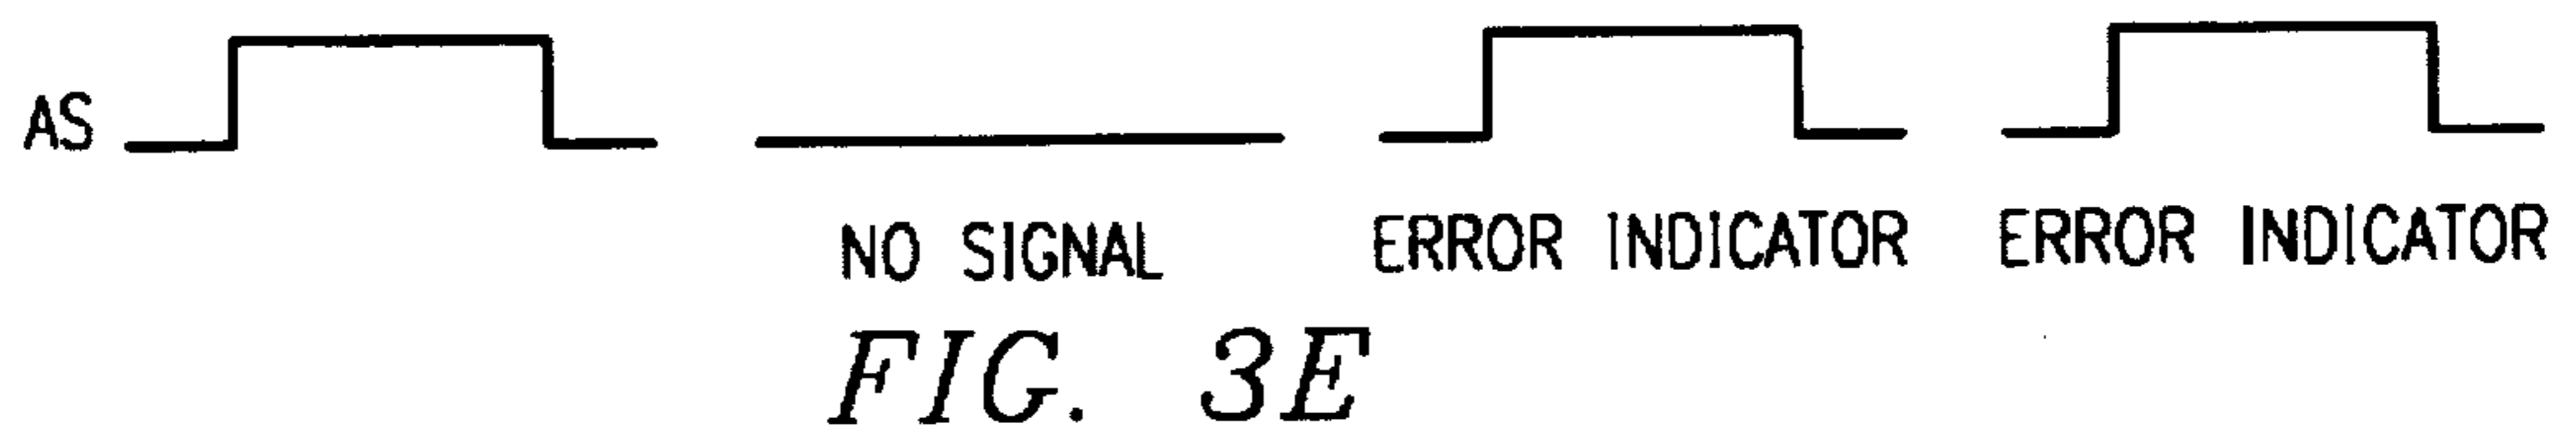 AS
NO SIGNAL ERROR INDICATOR ERROR INDICATOR
FIG. 3E